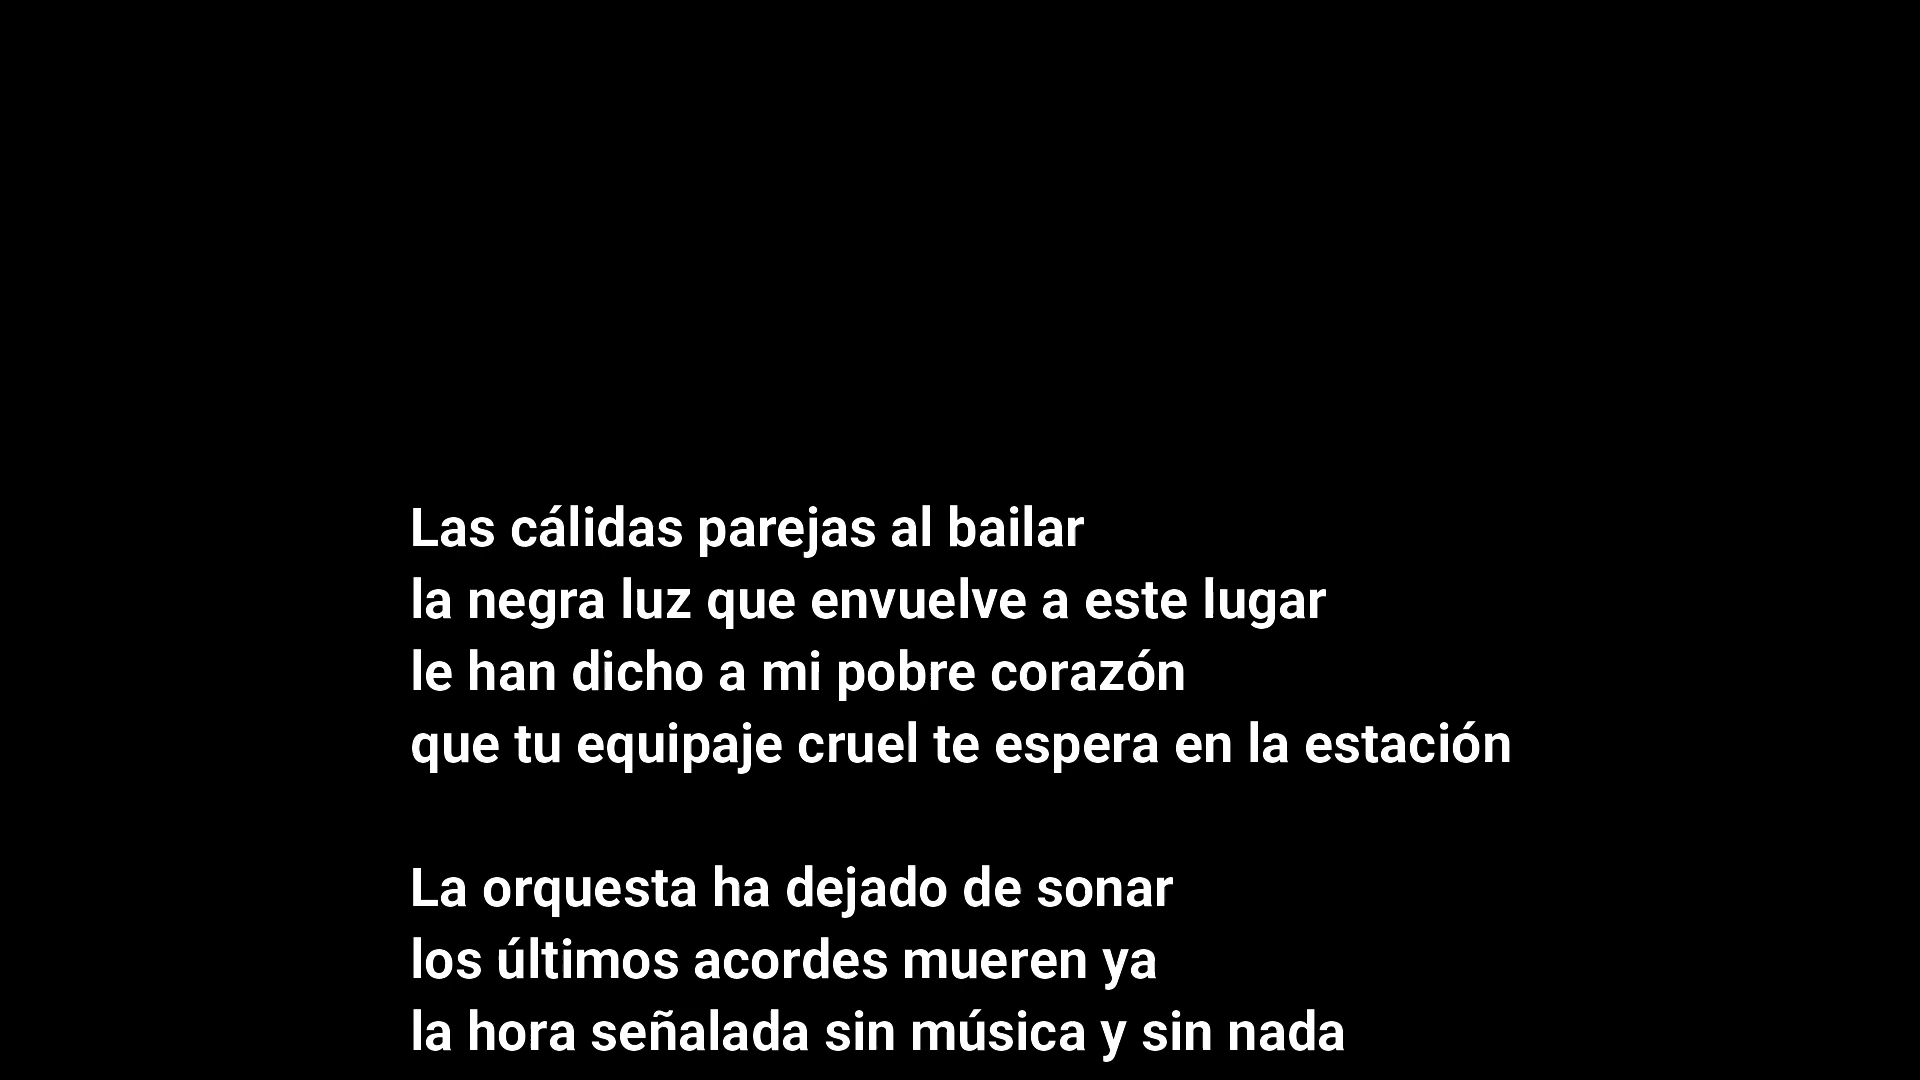 Las cálidas parejas al bailar
la negra luz que envuelve a este lugar
le han dicho a mi pobre corazón
que tu equipaje cruel te espera en la estación
La orquesta ha dejado de sonar
los últimos acordes mueren ya
la hora señalada sin música y sin nada